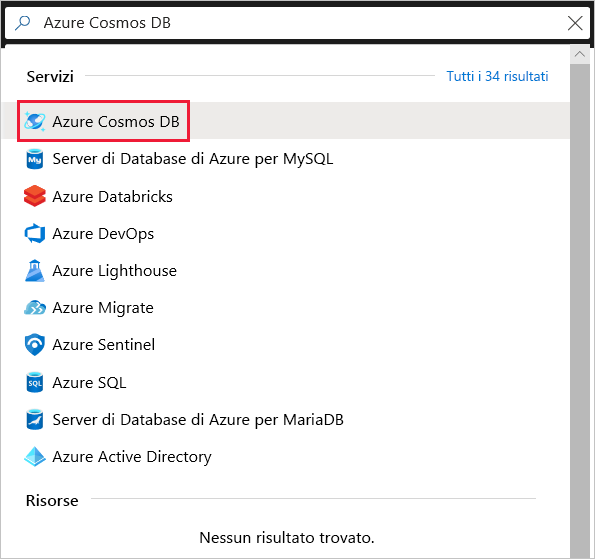 Azure Cosmos DB
Servizi Tutti i 34 risultati
Azure Cosmos DB
My Server di Database di Azure per MySQL
Azure Databricks
Azure DevOps
Azure Lighthouse
Azure Migrate
Azure Sentinel
SQL Azure SQL
Server di Database di Azure per MariaDB
Azure Active Directory
Risorse
Nessun risultato trovato.